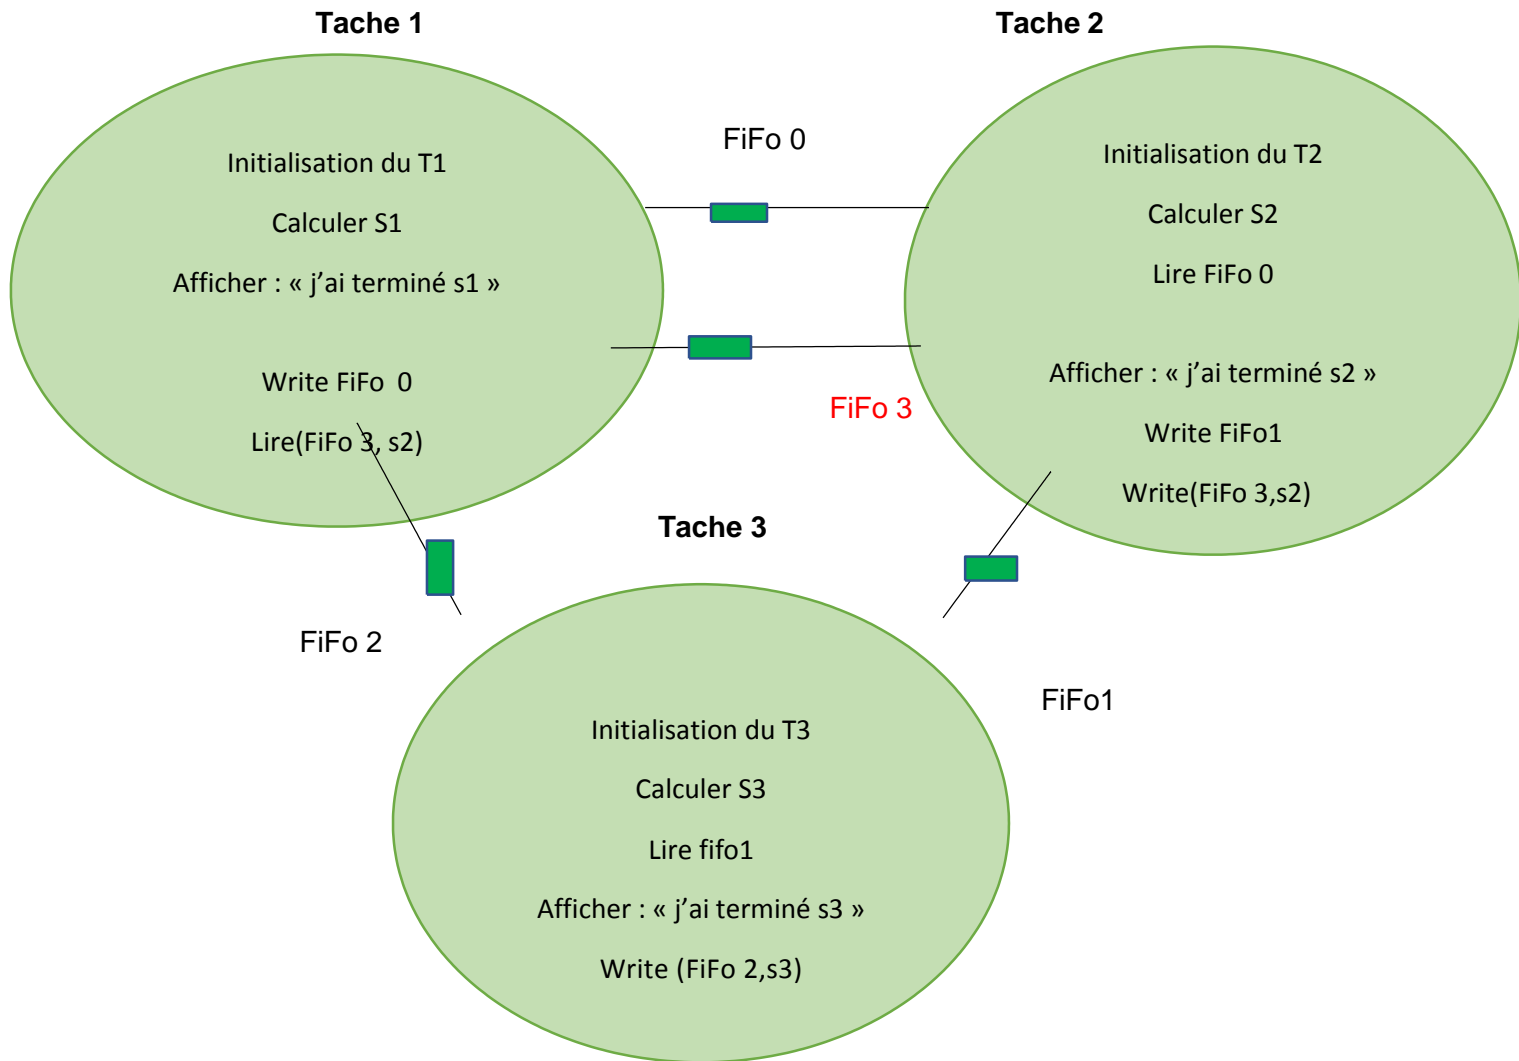 Tache 1
Initialisation du T1
Calculer S1
Afficher : « j’ai terminé s1 »
Write FiFo  0
Lire(FiFo 3, s2)
FiFo 0
FiFo 3
Tache 2
Initialisation du T2
Calculer S2
Lire FiFo 0
Afficher : « j’ai terminé s2 »
Write FiFo1
Write(FiFo 3,s2)
FiFo 2
FiFo1
Tache 3
Initialisation du T3
Calculer S3
Lire fifo1
Afficher : « j’ai terminé s3 »
Write (FiFo 2,s3)